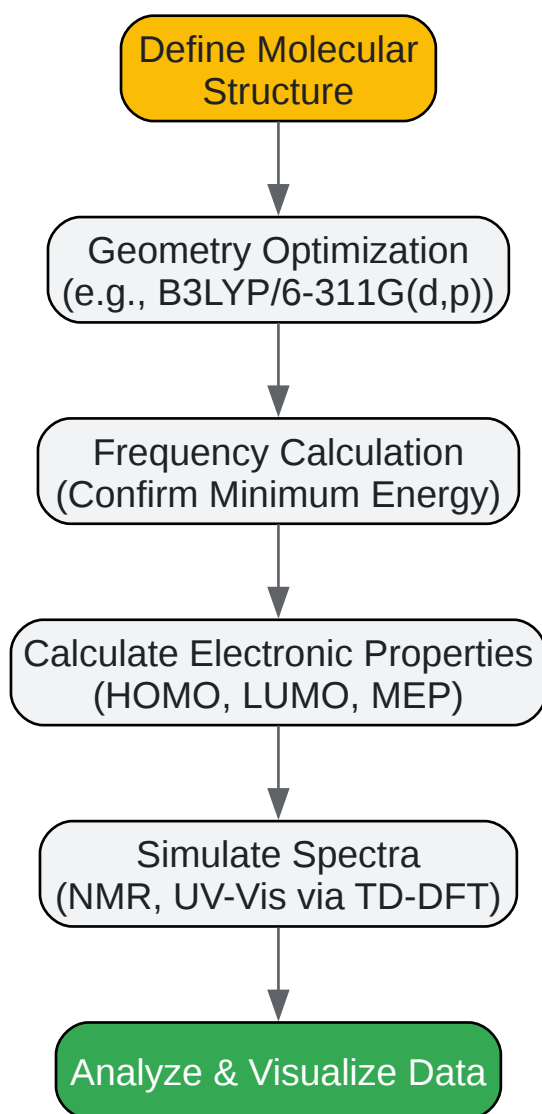 Define Molecular
Structure
Geometry Optimization
(e.g., B3LYP/6-311G(d,p))
Frequency Calculation
(Confirm Minimum Energy)
Calculate Electronic Properties
(HOMO, LUMO, MEP)
Simulate Spectra
(NMR, UV-Vis via TD-DFT)
Analyze & Visualize Data